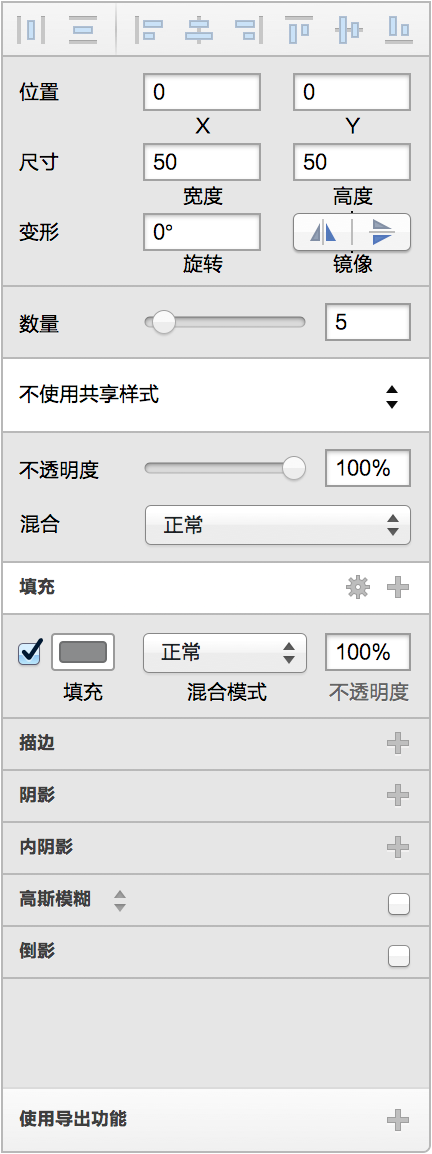 位置 0 0
X Y
尺寸 50 50
宽度 高度
变形 0°
旋转 镜像
数量 5
不使用共享样式
不透明度 100%
混合 正常
填充
正常 100%
填充 混合模式 不透明度
描边
阴影
内阴影
高斯模糊
倒影
使用导出功能